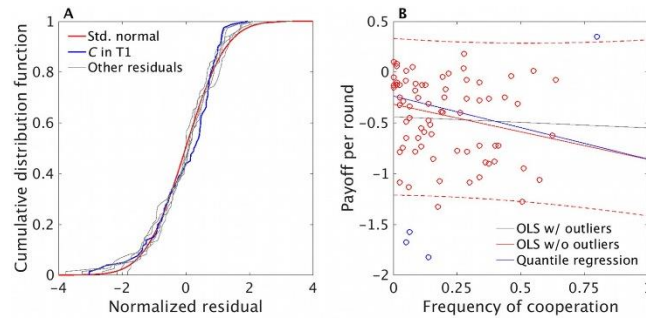 A
Std. normal
C in T1
Other residuals
Cumulative distribution function
1
0.8
0.6
0.4
0.2
0
-4
-2
0
2
4
Normalized residual
B
Payoff per round
0.5
0
-0.5
-1
-1.5
-2
OLS w/ outliers
OLS w/o outliers
Quantile regression
0
0.25
0.5
0.75
1
Frequency of cooperation